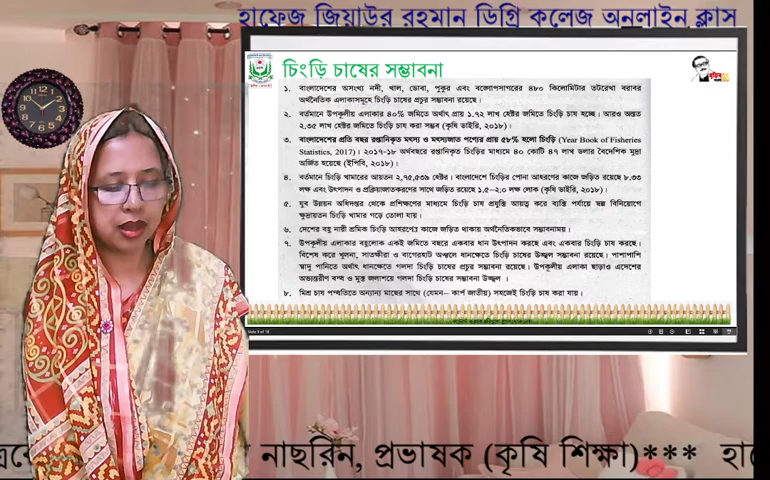 হাফেজ জিয়াউর রহমান ডিগ্রি কলেজ অনলাইন ক্লাস
চিংড়ি চাষের সম্ভাবনা
১। বাংলাদেশের অসংখ্য নদী, খাল, ডোবা, পুকুর এবং বঙ্গোপসাগরের ৪৮০ কিলোমিটার তটরেখা বরাবর
অর্থনৈতিক এলাকাসমূহে চিংড়ি চাষের প্রচুর সম্ভাবনা রয়েছে।
২। বর্তমানে উপকূলীয় এলাকার ৪০% জমিতে অর্থাৎ প্রায় ১.৭২ লাখ হেক্টর জমিতে চিংড়ি চাষ হচ্ছে। আরও অন্তত
২.৩৫ লাখ হেক্টর জমিতে চিংড়ি চাষ করা সম্ভব (কৃষি ডাইরি, ২০১৮)।
৩। বাংলাদেশের প্রতি বছর রপ্তানিকৃত মৎস্য ও মৎস্যজাত পণ্যের প্রায় ৫৮% হলো চিংড়ি (Year Book of Fisheries
Statistics, 2017)। ২০১৭-১৮ অর্থবছরে রপ্তানিকৃত চিংড়ির মাধ্যমে ৪০ কোটি ৪৭ লাখ ডলার বৈদেশিক মুদ্রা
অর্জিত হয়েছে (ইপিবি, ২০১৮)।
৪। বর্তমানে চিংড়ি খামারের আয়তন ২,৭৫,৫৩৯ হেক্টর। বাংলাদেশে চিংড়ির পোনা আহরণের কাজে জড়িত রয়েছে ৮.৩৩
লক্ষ এবং উৎপাদন ও প্রক্রিয়াজাতকরণের সাথে জড়িত রয়েছে ১.৫–২.০ লক্ষ লোক (কৃষি ডাইরি, ২০১৮)।
৫। যুব উন্নয়ন অধিদপ্তর থেকে প্রশিক্ষণের মাধ্যমে চিংড়ি চাষ প্রযুক্তি আয়ত্ব করে ব্যক্তি পর্যায়ে স্বল্প বিনিয়োগে
ক্ষুদ্রায়তন চিংড়ি খামার গড়ে তোলা যায়।
৬। দেশের বহু নারী শ্রমিক চিংড়ি আহরণের কাজে জড়িত থাকায় অর্থনৈতিকভাবে সম্ভাবনাময়।
৭। উপকূলীয় এলাকার বহুলোক একই জমিতে বছরে একবার ধান উৎপাদন করছে এবং একবার চিংড়ি চাষ করছে।
বিশেষ করে খুলনা, সাতক্ষীরা ও বাগেরহাট অঞ্চলে ধানক্ষেতে চিংড়ি চাষের উজ্জ্বল সম্ভাবনা রয়েছে। পাশাপাশি
স্বাদু পানিতে অর্থাৎ ধানক্ষেতে গলদা চিংড়ি চাষের প্রচুর সম্ভাবনা রয়েছে। উপকূলীয় এলাকা ছাড়াও এদেশের
অভ্যন্তরীণ বদ্ধ ও মুক্ত জলাশয়ে গলদা চিংড়ি চাষের সম্ভাবনা উজ্জ্বল।
৮। মিশ্র চাষ পদ্ধতিতে অন্যান্য মাছের সাথে (যেমন– কার্প জাতীয়) সহজেই চিংড়ি চাষ করা যায়।
নাছরিন, প্রভাষক (কৃষি শিক্ষা)*** হা